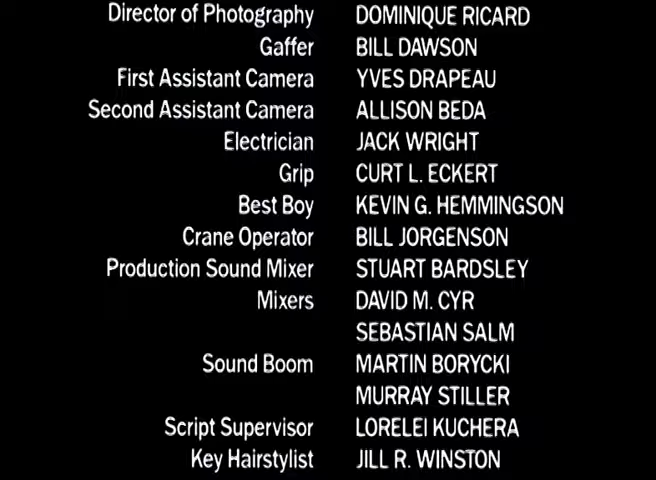 Director of Photography DOMINIQUE RICARD
Gaffer BILL DAWSON
First Assistant Camera YVES DRAPEAU
Second Assistant Camera ALLISON BEDA
Electrician JACK WRIGHT
Grip CURT L. ECKERT
Best Boy KEVIN G. HEMMINGSON
Crane Operator BILL JORGENSON
Production Sound Mixer STUART BARDSLEY
Mixers DAVID M. CYR
SEBASTIAN SALM
Sound Boom MARTIN BORYCKI
MURRAY STILLER
Script Supervisor LORELEI KUCHERA
Key Hairstylist JILL R. WINSTON